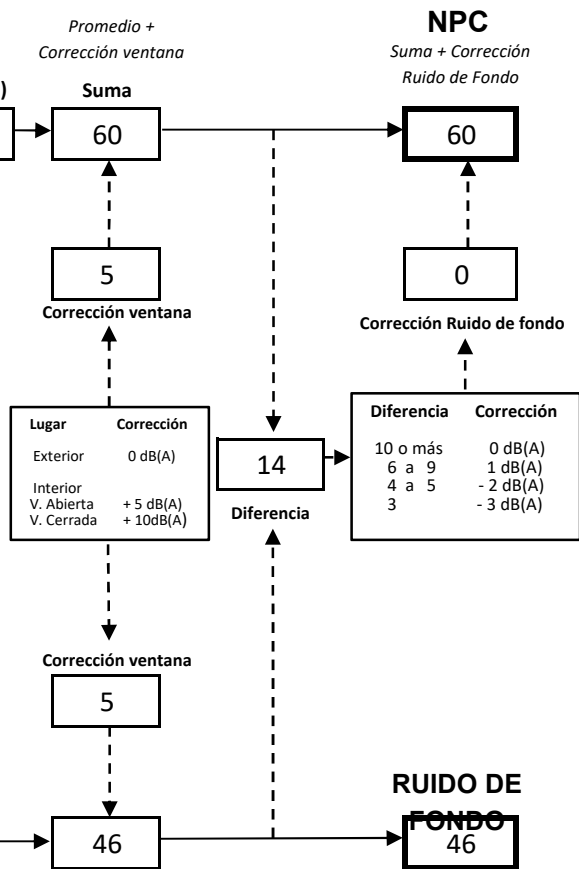 Promedio +
Corrección ventana
NPC
Suma + Corrección
Ruido de Fondo
)
Suma
60
60
5
Corrección ventana
0
Corrección Ruido de fondo
Lugar Corrección
Exterior 0 dB(A)
Interior
V. Abierta + 5 dB(A)
V. Cerrada + 10dB(A)
14
Diferencia
Diferencia Corrección
10 o más 0 dB(A)
6 a 9 1 dB(A)
4 a 5 - 2 dB(A)
3 - 3 dB(A)
Corrección ventana
5
46
RUIDO DE
FONDO
46